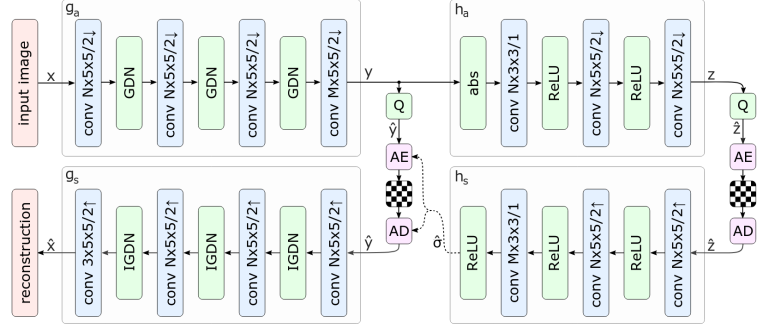 gₐ
input image
x
conv Nx5x5/2↓
GDN
conv Nx5x5/2↓
GDN
conv Nx5x5/2↓
GDN
conv Mx5x5/2↓
y
hₐ
abs
conv Nx3x3/1
ReLU
conv Nx5x5/2↓
ReLU
conv Nx5x5/2↓
z
Q
ŷ
AE
AD
Q
ẑ
AE
AD
gₛ
reconstruction
x̂
conv 3x5x5/2↑
IGDN
conv Nx5x5/2↑
IGDN
conv Nx5x5/2↑
IGDN
conv Nx5x5/2↑
ŷ
σ̂
hₛ
ReLU
conv Mx3x3/1
ReLU
conv Nx5x5/2↑
ReLU
conv Nx5x5/2↑
ẑ